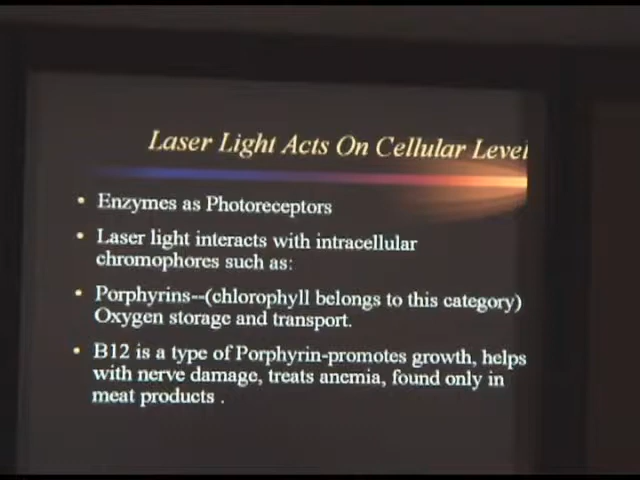 Laser Light Acts On Cellular Level
• Enzymes as Photoreceptors
• Laser light interacts with intracellular
chromophores such as:
• Porphyrins--(chlorophyll belongs to this category)
Oxygen storage and transport.
• B12 is a type of Porphyrin-promotes growth, helps
with nerve damage, treats anemia, found only in
meat products .